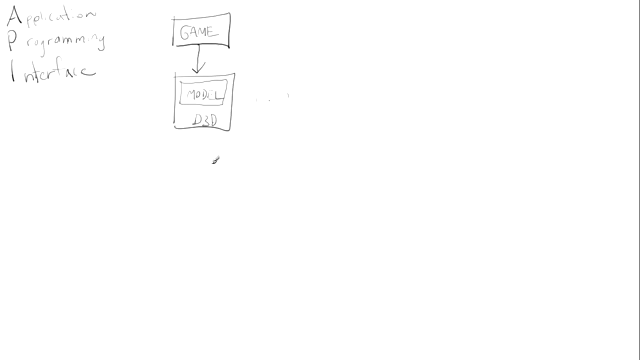 Application
Programming
Interface
GAME
MODEL
D3D